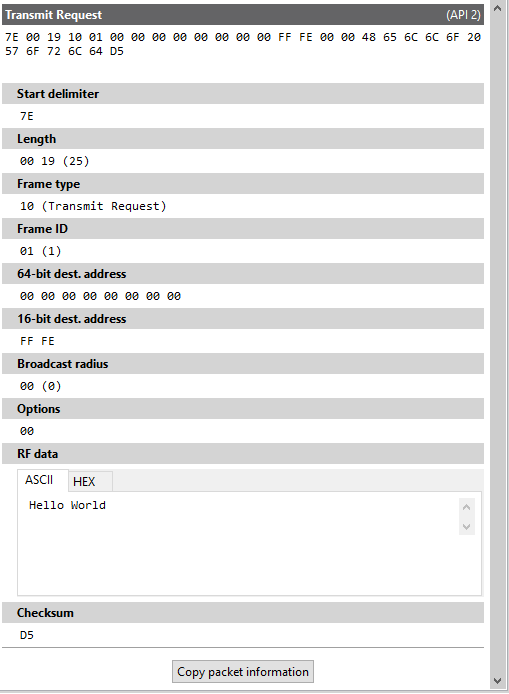 Transmit Request (API 2)
7E 00 19 10 01 00 00 00 00 00 00 00 00 FF FE 00 00 48 65 6C 6C 6F 20
57 6F 72 6C 64 D5
Start delimiter
7E
Length
00 19 (25)
Frame type
10 (Transmit Request)
Frame ID
01 (1)
64-bit dest. address
00 00 00 00 00 00 00 00
16-bit dest. address
FF FE
Broadcast radius
00 (0)
Options
00
RF data
ASCII HEX
Hello World
Checksum
D5
Copy packet information